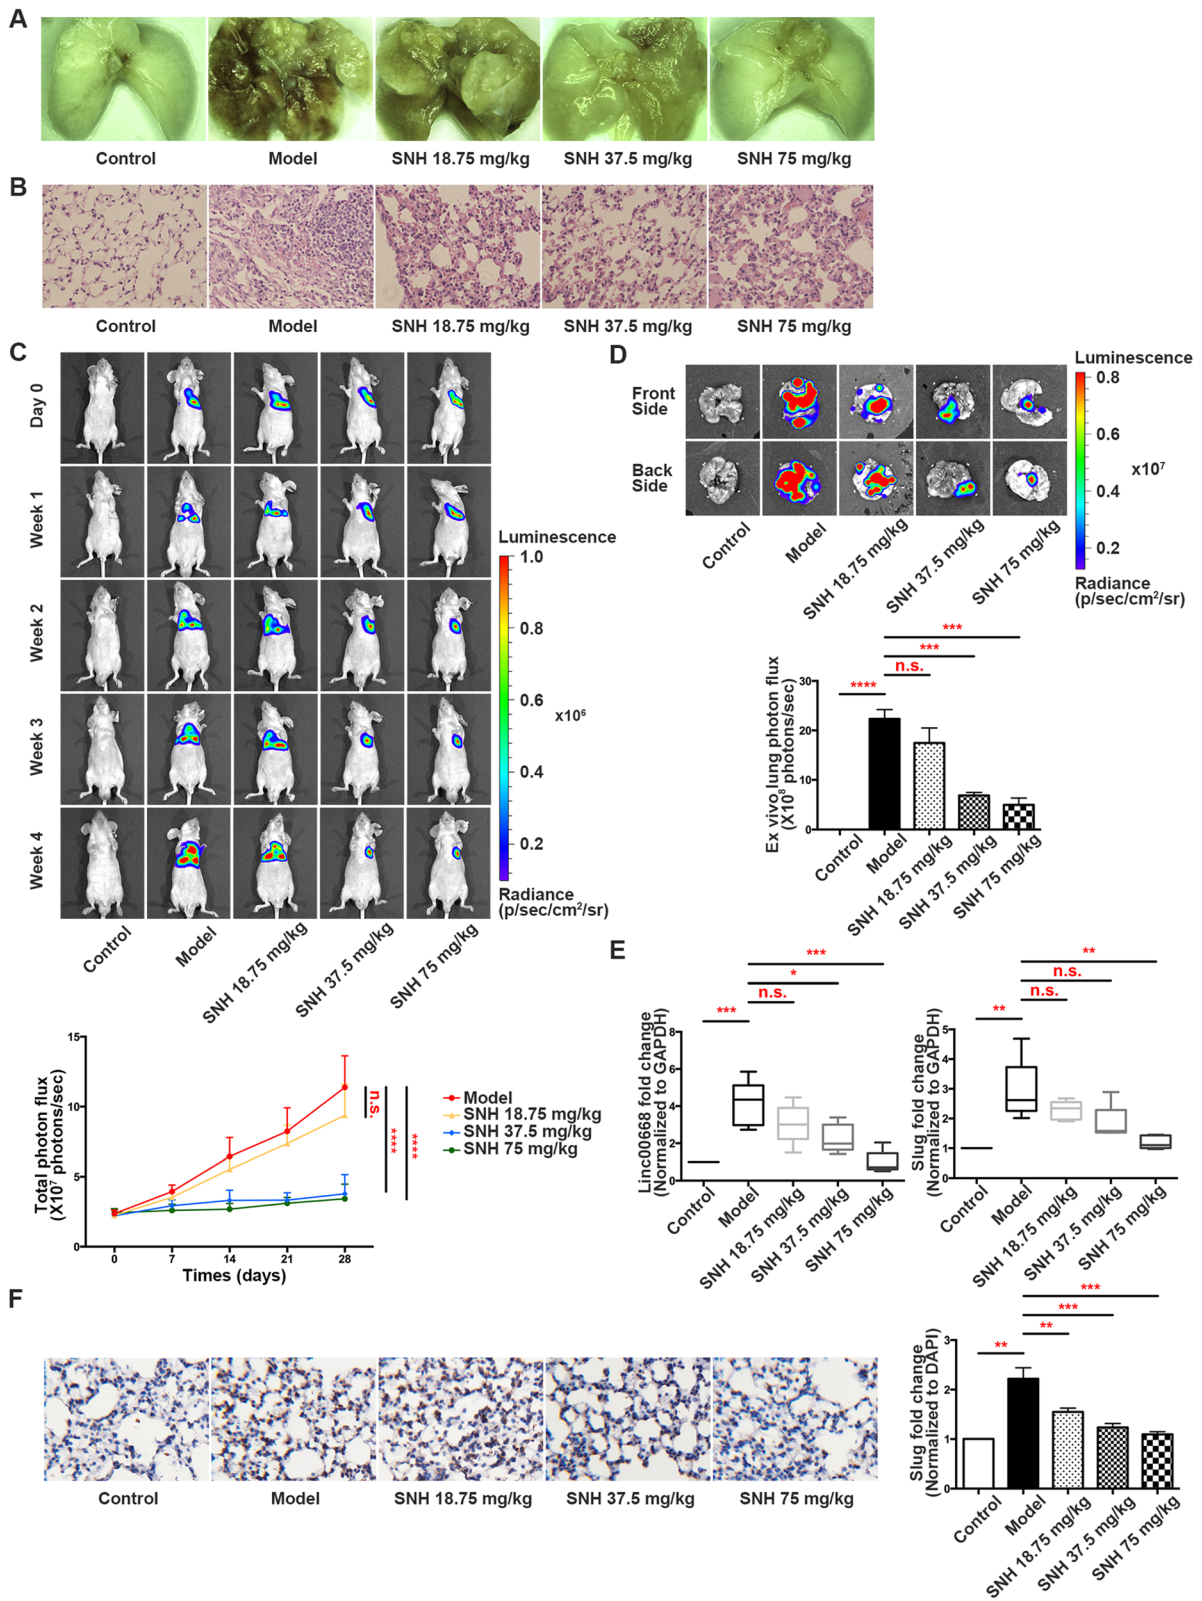 A
Control
Model
SNH 18.75 mg/kg
SNH 37.5 mg/kg
SNH 75 mg/kg
B
Control
Model
SNH 18.75 mg/kg
SNH 37.5 mg/kg
SNH 75 mg/kg
C
Day 0
Week 1
Week 2
Week 3
Week 4
Luminescence
1.0
0.8
0.6
x10⁶
0.4
0.2
Radiance
(p/sec/cm²/sr)
Control
Model
SNH 18.75 mg/kg
SNH 37.5 mg/kg
SNH 75 mg/kg
Total photon flux
(X10⁷ photons/sec)
15
10
5
0
0
7
14
21
28
Times (days)
n.s.
****
****
Model
SNH 18.75 mg/kg
SNH 37.5 mg/kg
SNH 75 mg/kg
D
Front
Side
Back
Side
Control
Model
SNH 18.75 mg/kg
SNH 37.5 mg/kg
SNH 75 mg/kg
Luminescence
0.8
0.6
x10⁷
0.4
0.2
Radiance
(p/sec/cm²/sr)
Ex vivo lung photon flux
(X10⁸ photons/sec)
30
20
10
0
***
***
n.s.
****
Control
Model
SNH 18.75 mg/kg
SNH 37.5 mg/kg
SNH 75 mg/kg
E
Linc00668 fold change
(Normalized to GAPDH)
8
6
4
2
0
***
*
n.s.
***
Control
Model
SNH 18.75 mg/kg
SNH 37.5 mg/kg
SNH 75 mg/kg
Slug fold change
(Normalized to GAPDH)
5
4
3
2
1
0
**
n.s.
n.s.
**
Control
Model
SNH 18.75 mg/kg
SNH 37.5 mg/kg
SNH 75 mg/kg
F
Control
Model
SNH 18.75 mg/kg
SNH 37.5 mg/kg
SNH 75 mg/kg
Slug fold change
(Normalized to DAPI)
3
2
1
0
***
***
**
**
Control
Model
SNH 18.75 mg/kg
SNH 37.5 mg/kg
SNH 75 mg/kg